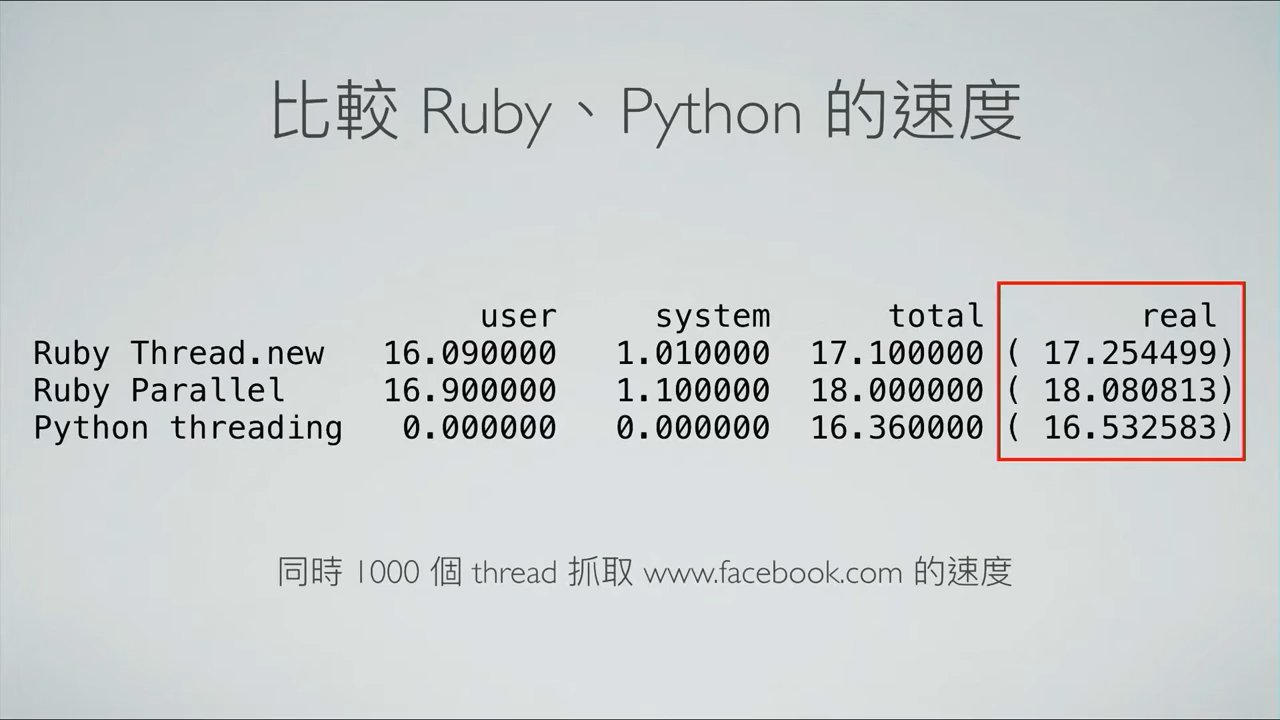 比較 Ruby、Python 的速度
user system total real
Ruby Thread.new 16.090000 1.010000 17.100000 ( 17.254499)
Ruby Parallel 16.900000 1.100000 18.000000 ( 18.080813)
Python threading 0.000000 0.000000 16.360000 ( 16.532583)
同時 1000 個 thread 抓取 www.facebook.com 的速度